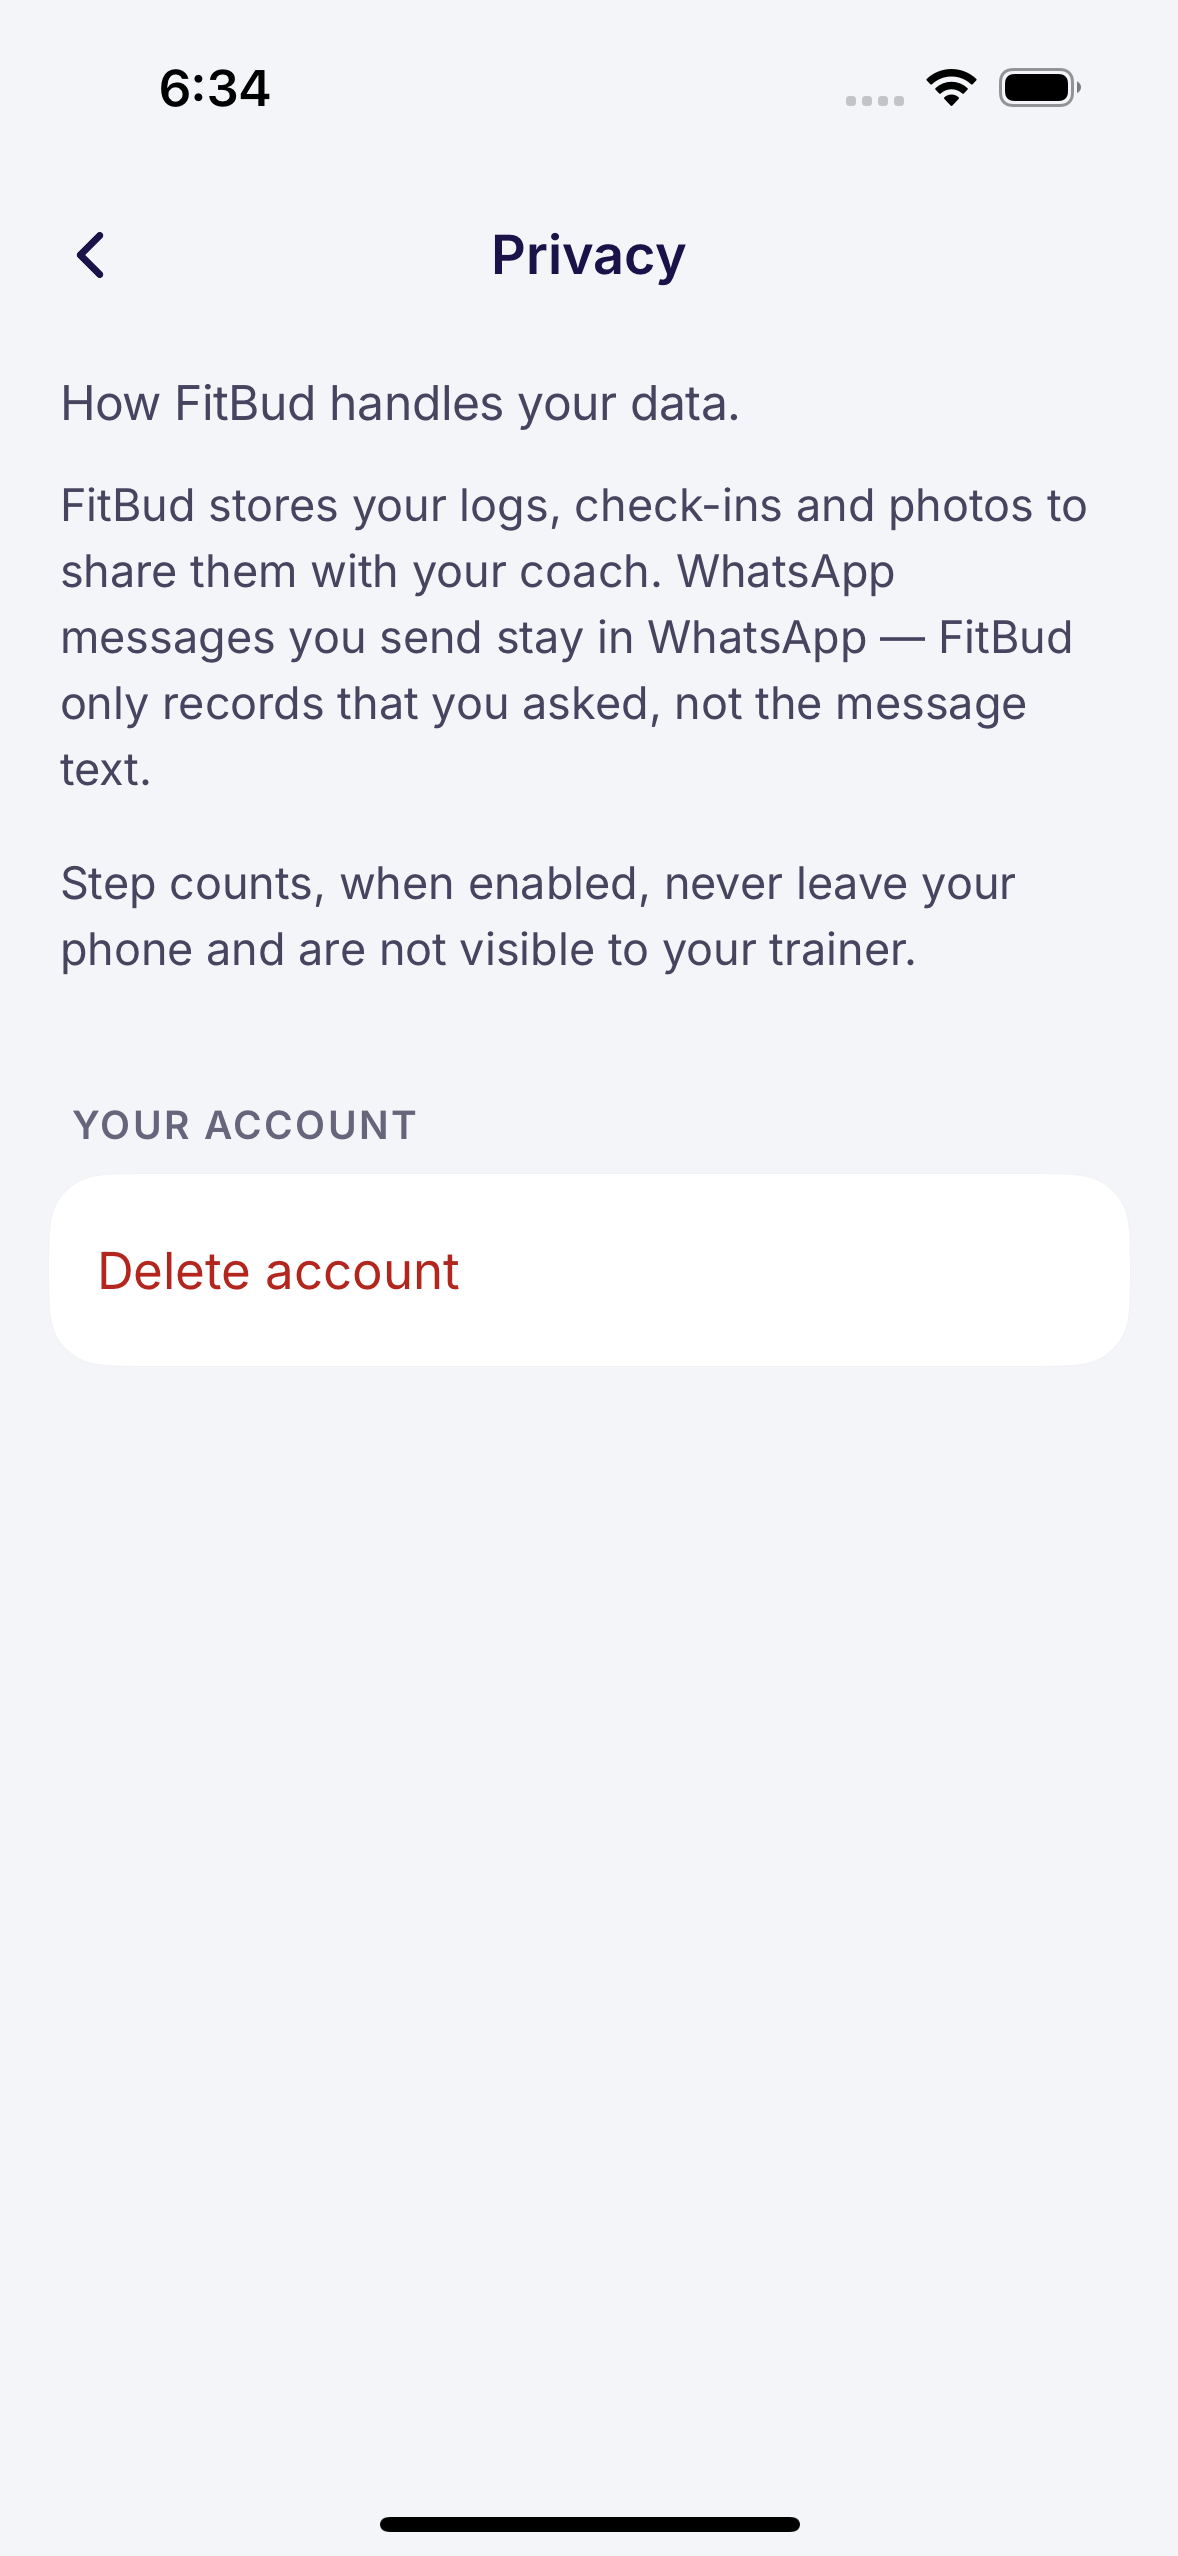 6:34
Privacy
How FitBud handles your data.
FitBud stores your logs, check-ins and photos to
share them with your coach. WhatsApp
messages you send stay in WhatsApp — FitBud
only records that you asked, not the message
text.
Step counts, when enabled, never leave your
phone and are not visible to your trainer.
YOUR ACCOUNT
Delete account